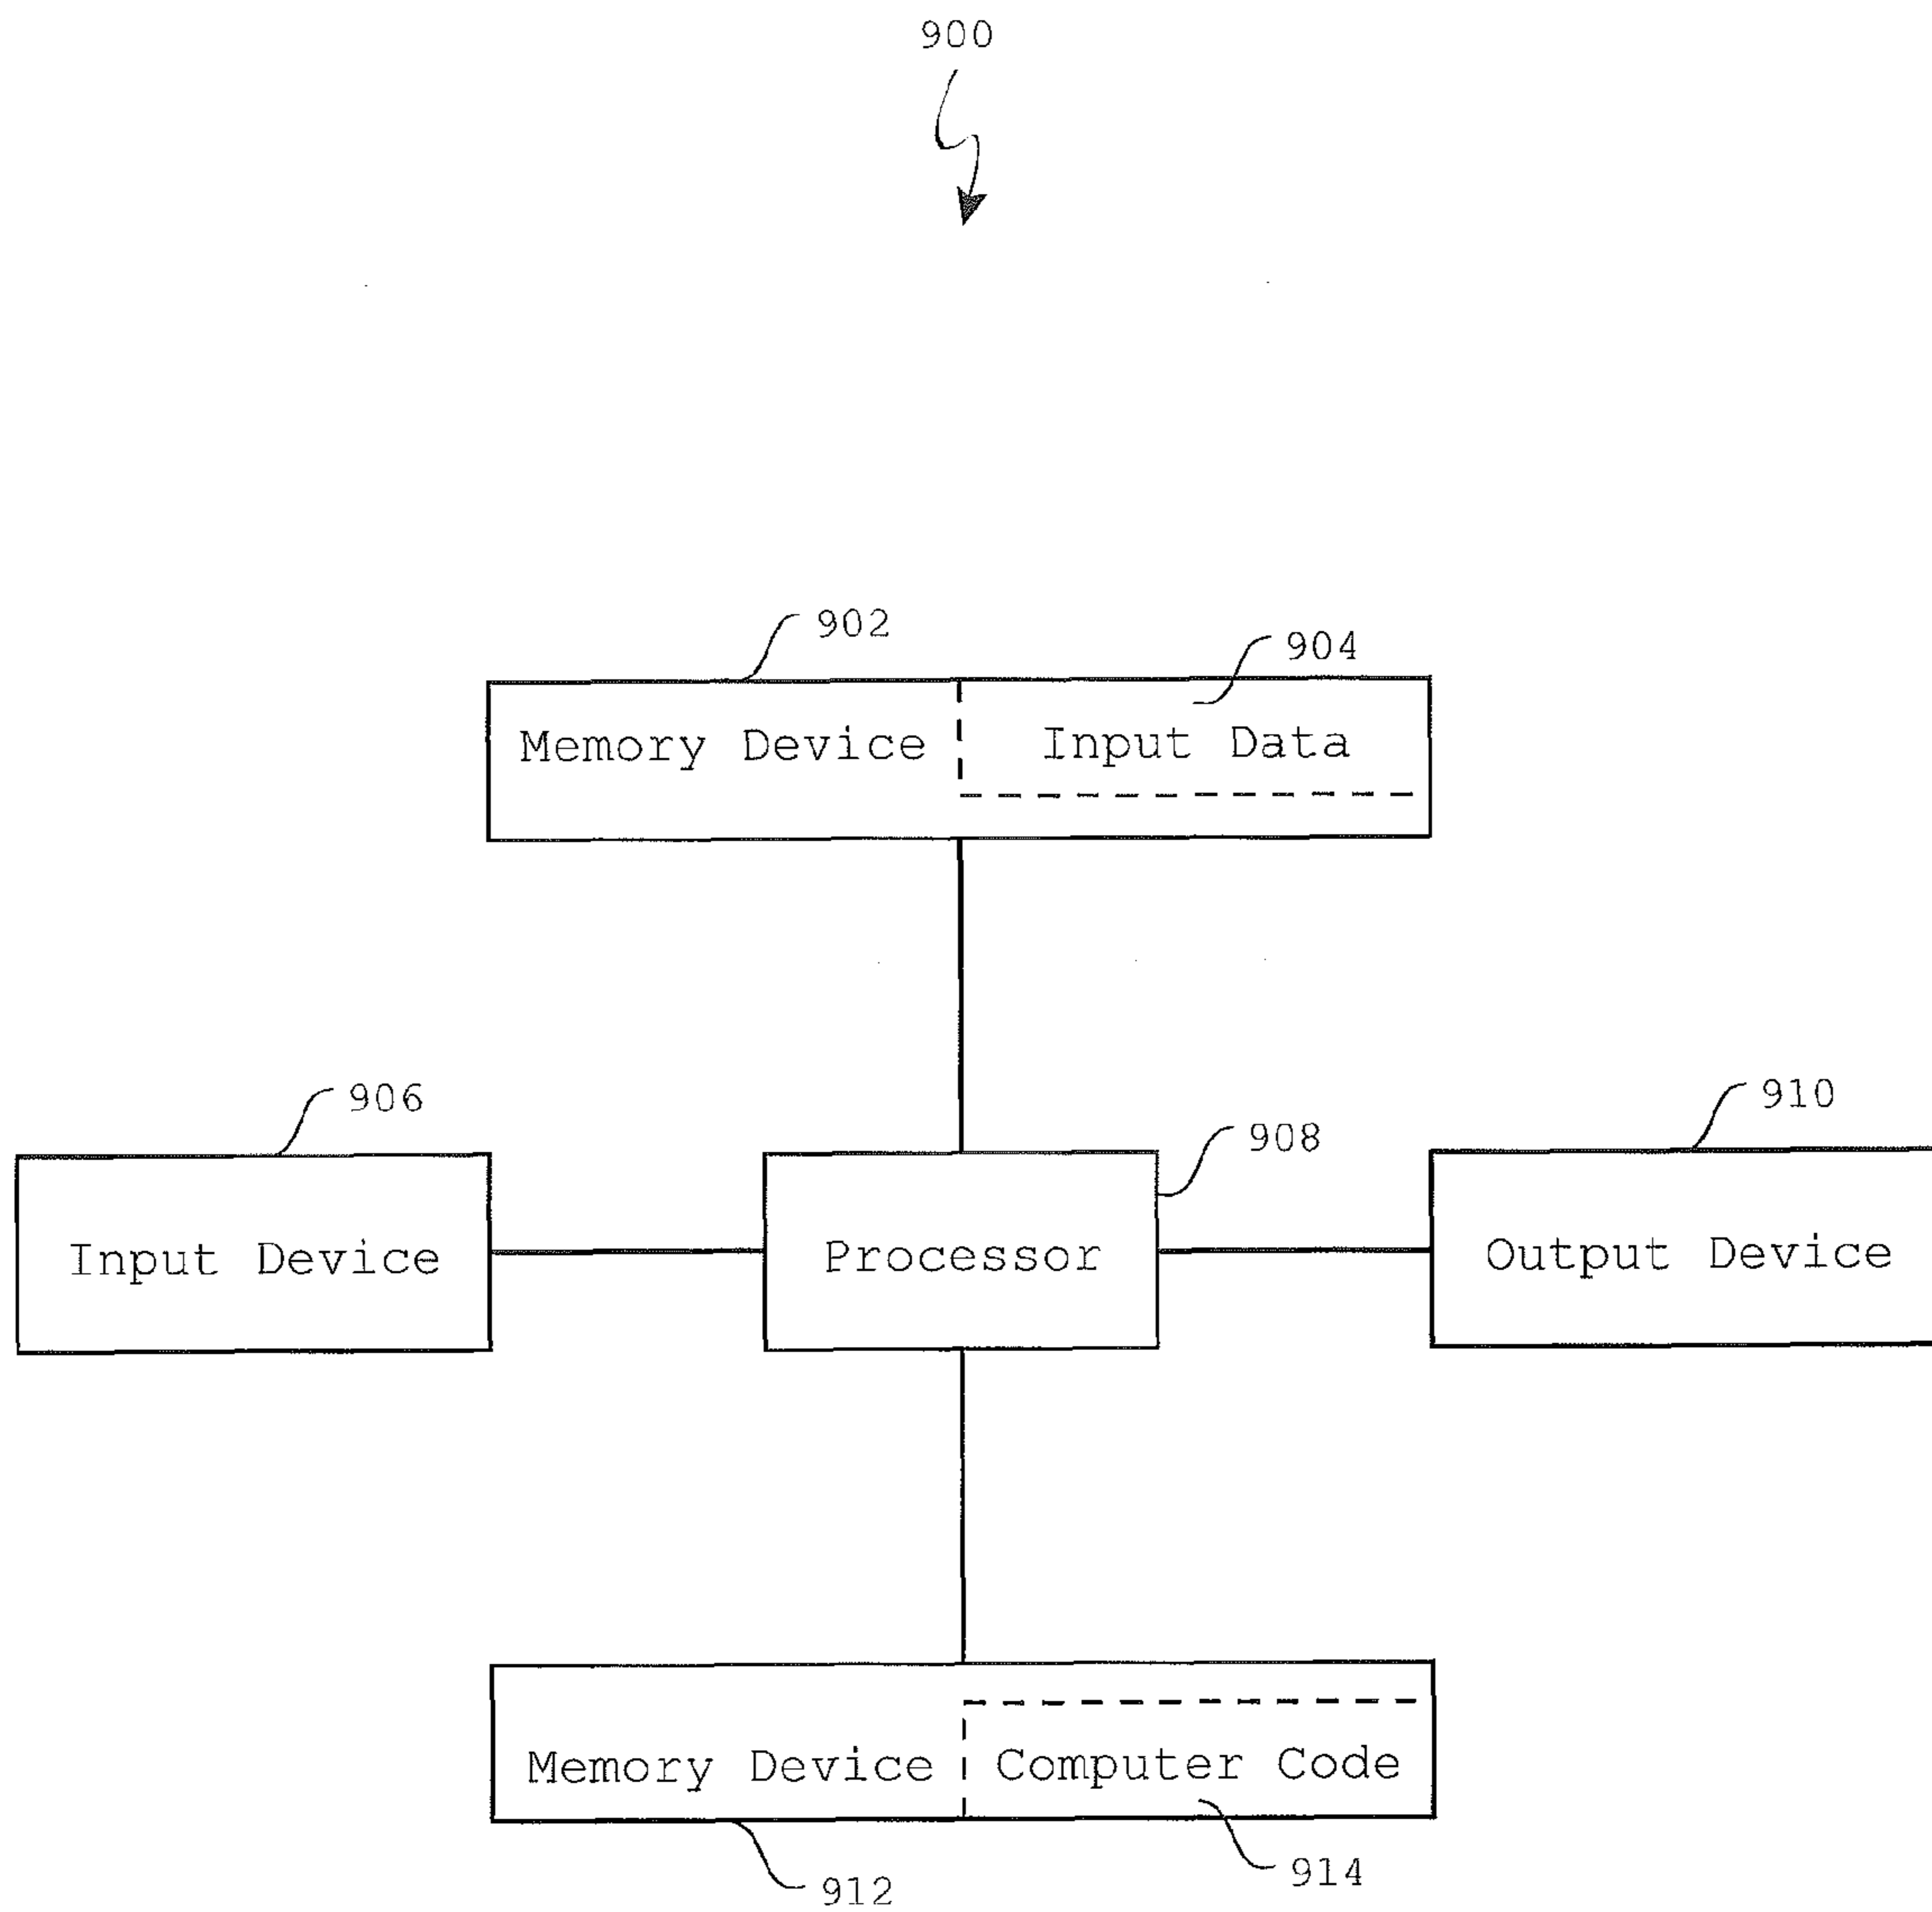 900
902
904
Memory Device
Input Data
906
908
910
Input Device
Processor
Output Device
Memory Device
Computer Code
912
914